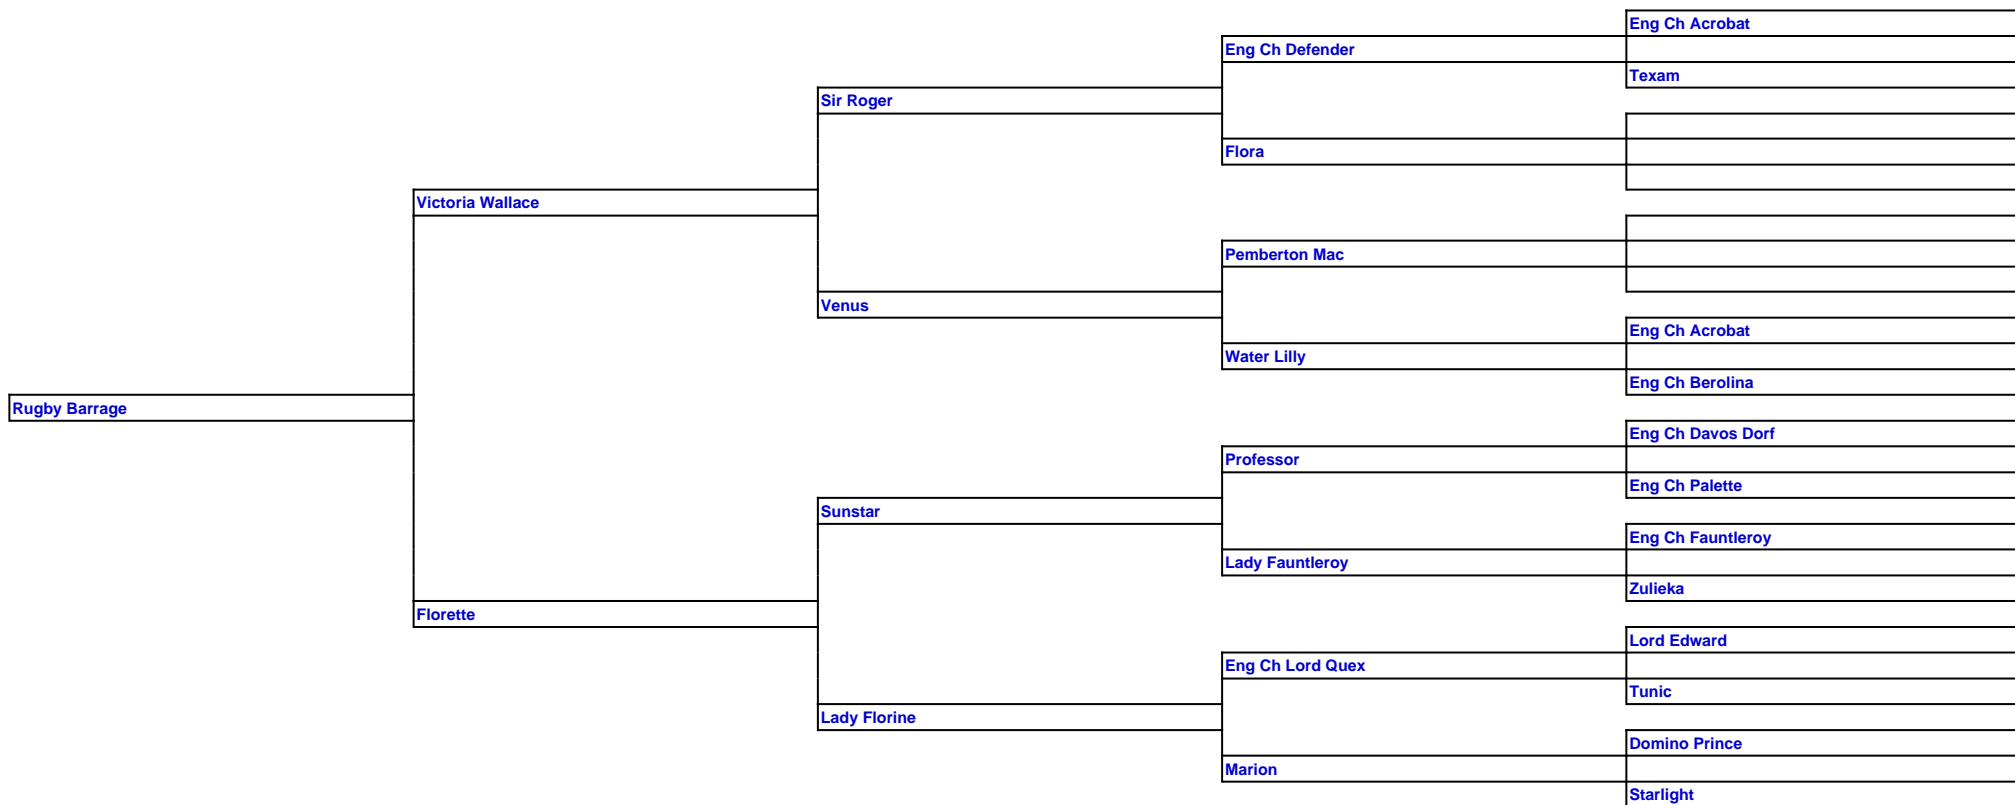 Eng Ch Acrobat
Eng Ch Defender
Texam
Sir Roger
Flora
Victoria Wallace
Pemberton Mac
Venus
Eng Ch Acrobat
Water Lilly
Eng Ch Berolina
Rugby Barrage
Eng Ch Davos Dorf
Professor
Eng Ch Palette
Sunstar
Eng Ch Fauntleroy
Lady Fauntleroy
Zulieka
Florette
Lord Edward
Eng Ch Lord Quex
Tunic
Lady Florine
Domino Prince
Marion
Starlight